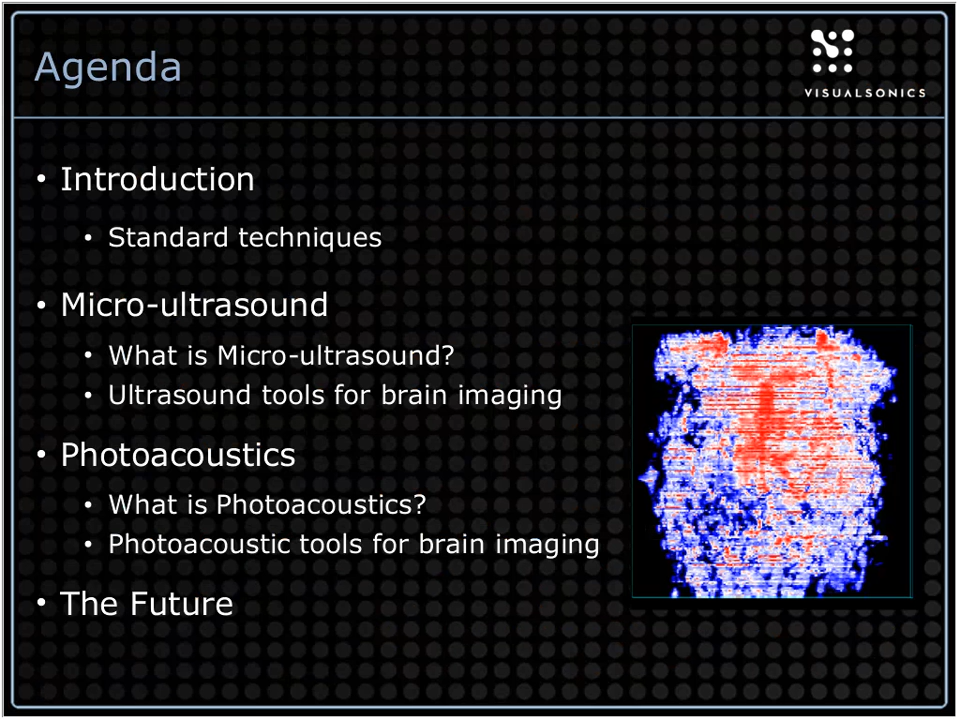 Agenda
VISUALSONICS
• Introduction
• Standard techniques
• Micro-ultrasound
• What is Micro-ultrasound?
• Ultrasound tools for brain imaging
• Photoacoustics
• What is Photoacoustics?
• Photoacoustic tools for brain imaging
• The Future